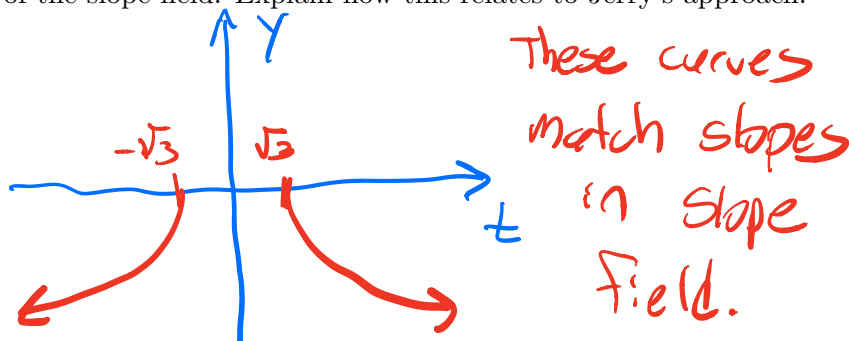 of the slope field? Explain how this relates to Jerry's approach.
Y
-√3 √3
t
These curves
match slopes
in slope
field.